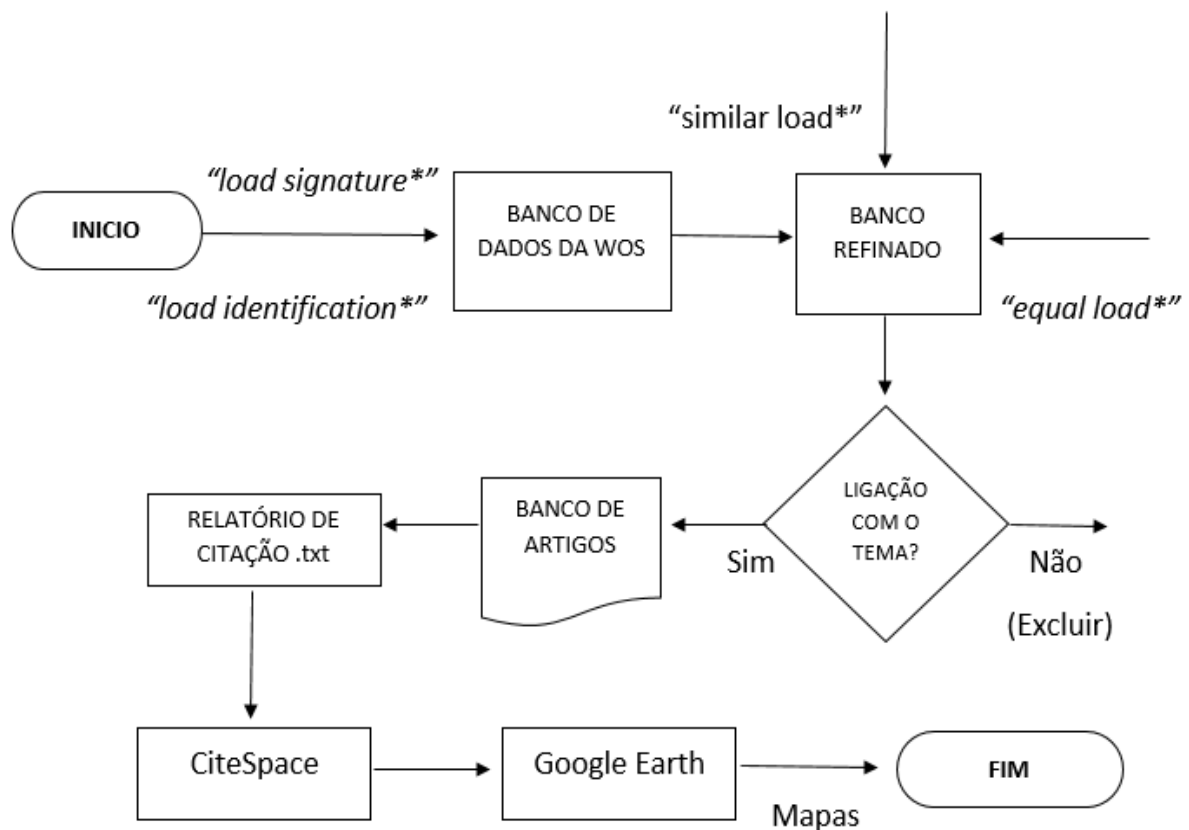 “similar load*”
“load signature*”
INICIO
BANCO DE
DADOS DA WOS
BANCO
REFINADO
“load identification*”
“equal load*”
LIGAÇÃO
COM O
TEMA?
Sim
Não
(Excluir)
BANCO DE
ARTIGOS
RELATÓRIO DE
CITAÇÃO .txt
CiteSpace
Google Earth
Mapas
FIM